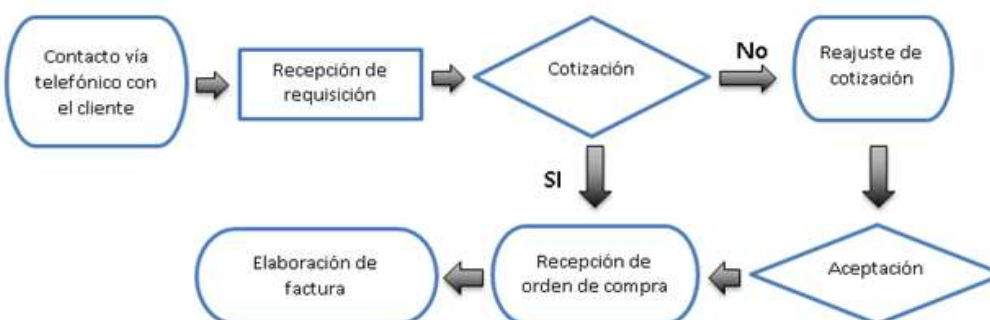 Contacto vía
telefónico con
el cliente
Recepción de
requisición
Cotización
No
Reajuste de
cotización
SI
Elaboración de
factura
Recepción de
orden de compra
Aceptación